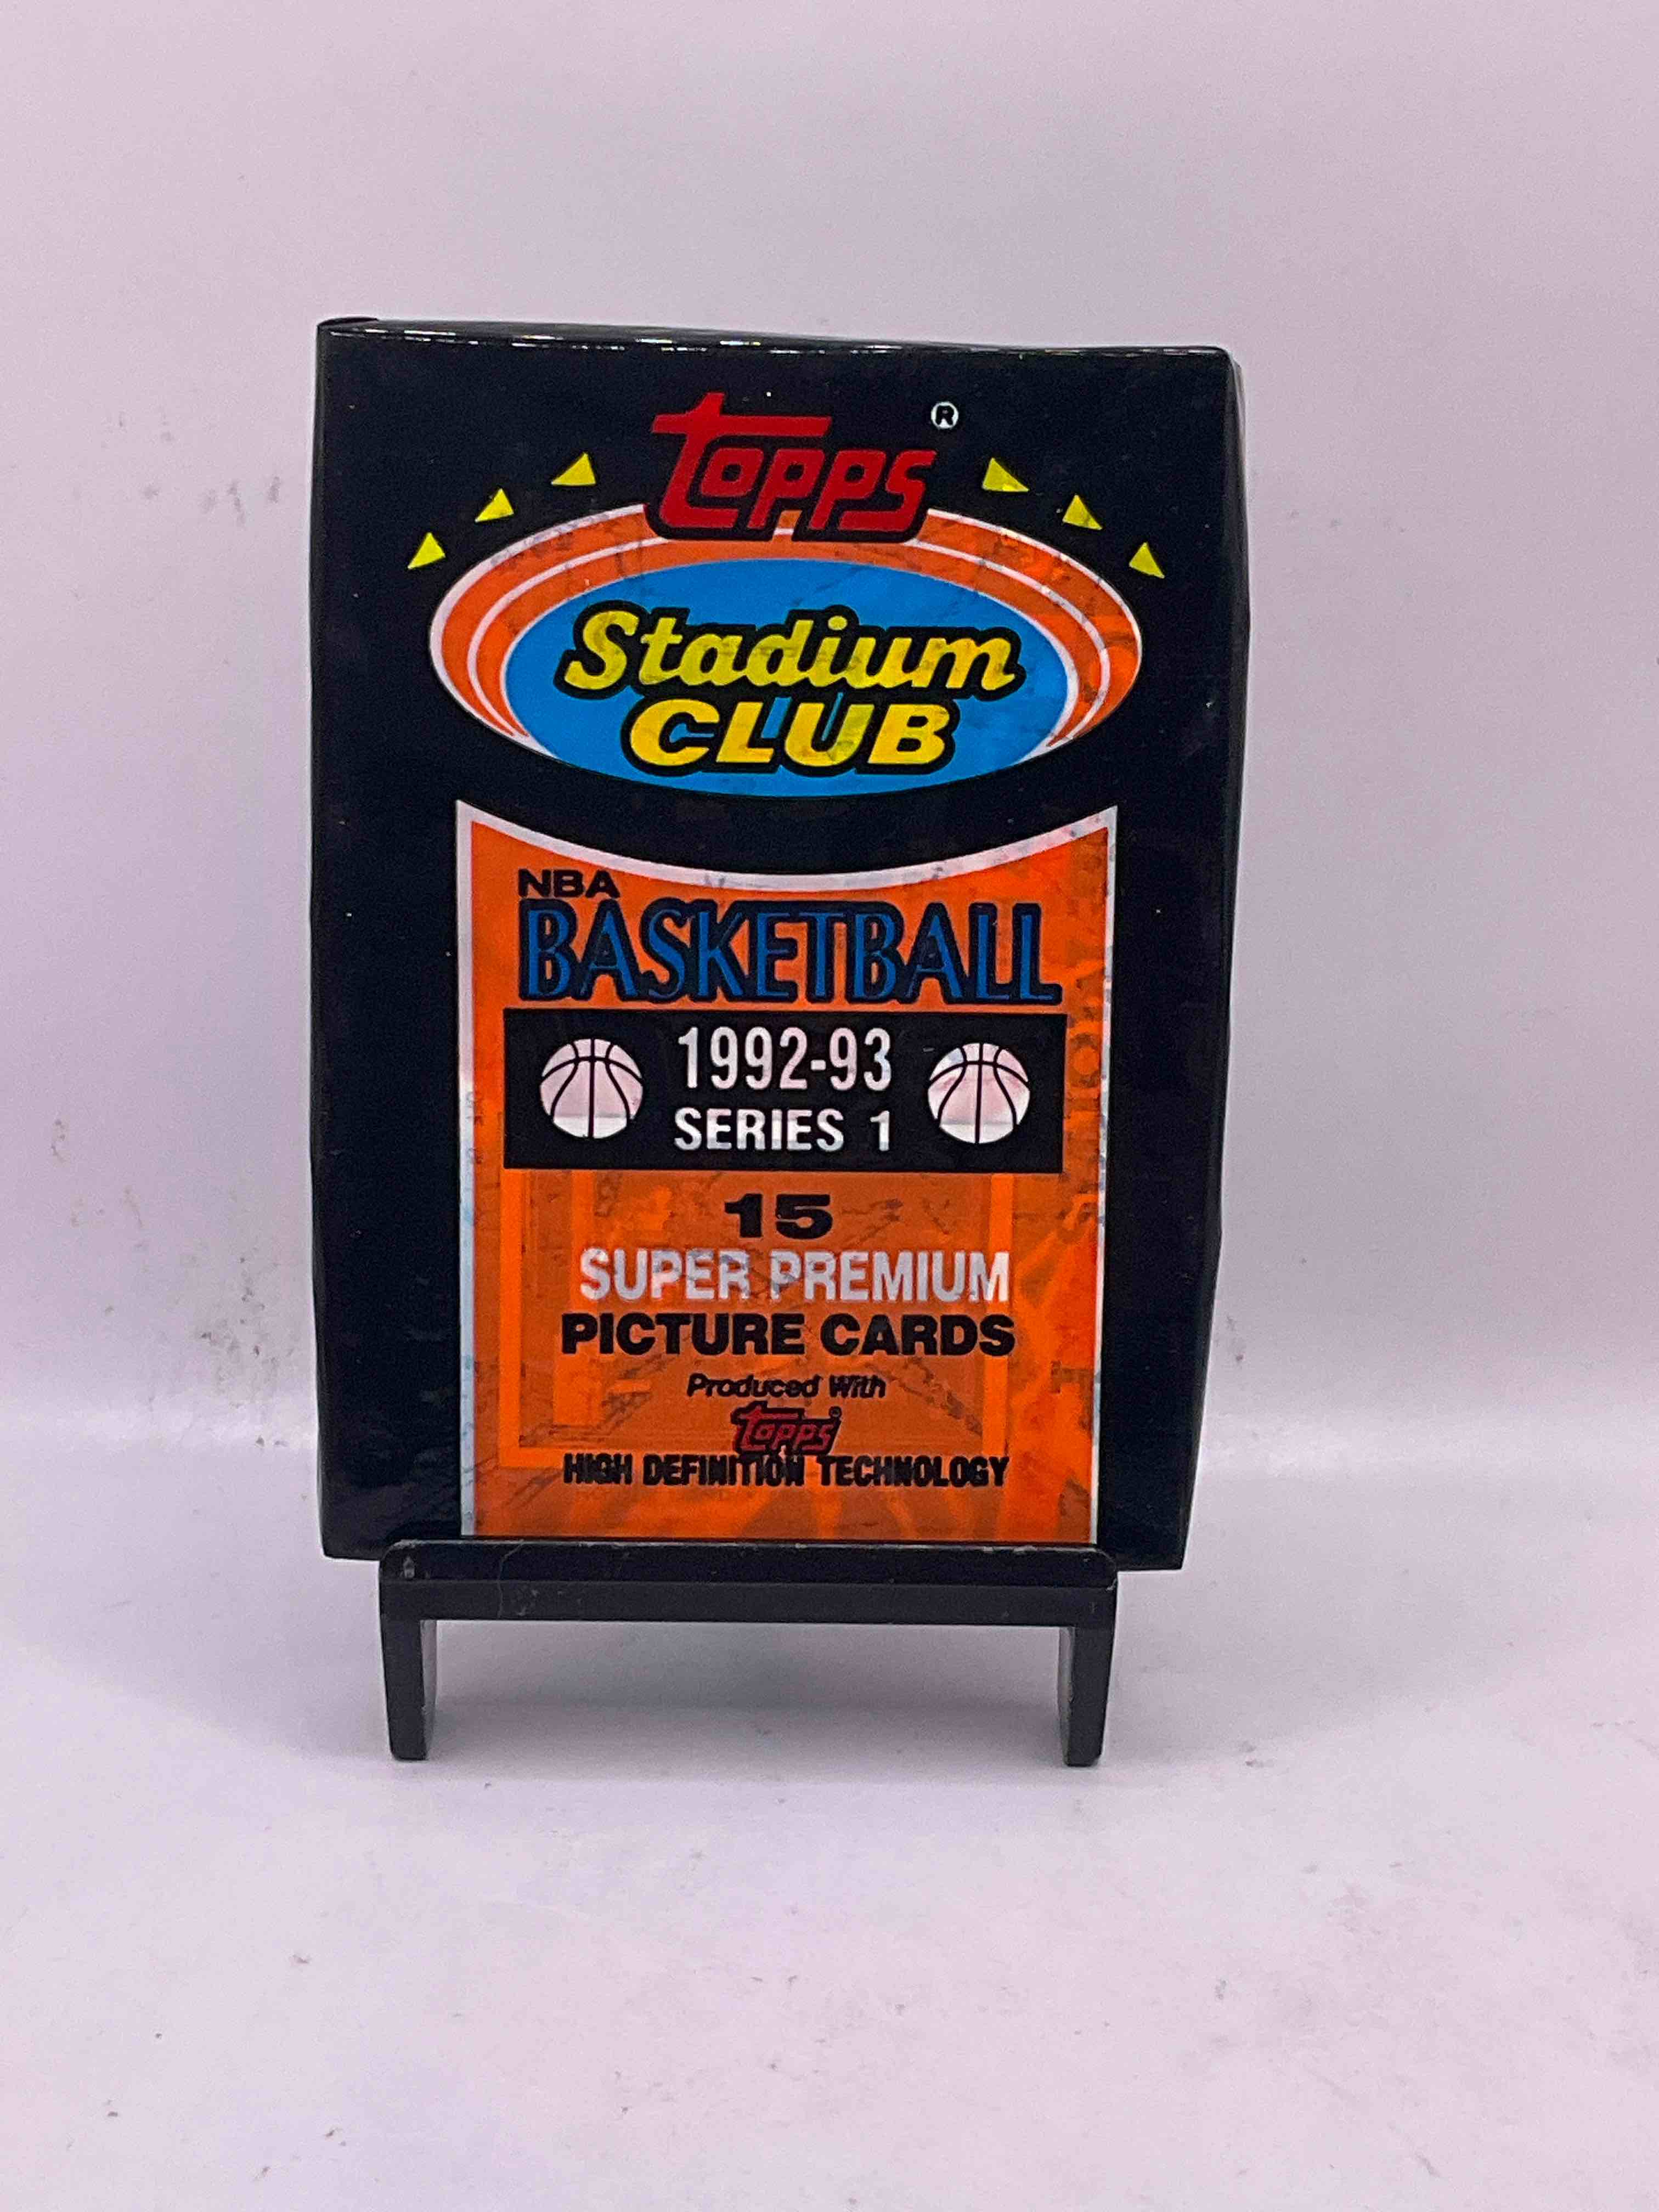 Topps ®
Stadium
CLUB
NBA
BASKETBALL
1992-93
SERIES 1
15
SUPER PREMIUM
PICTURE CARDS
Produced With
Topps®
HIGH DEFINITION TECHNOLOGY